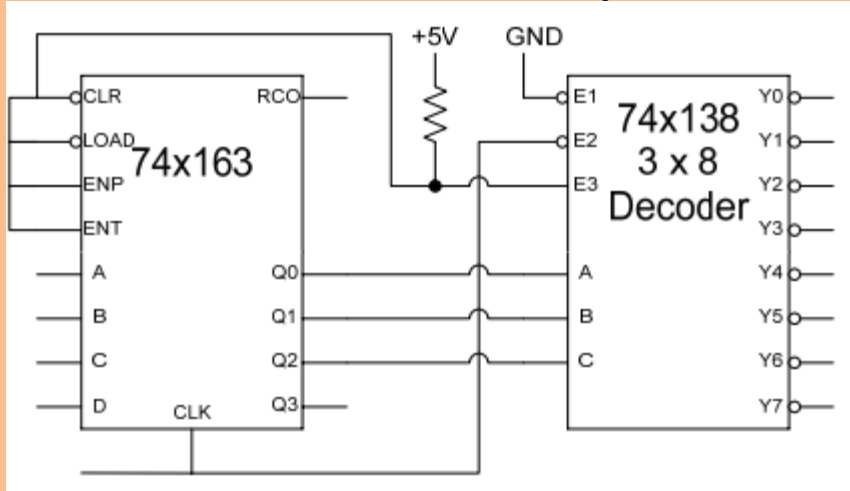 +5V GND
CLR RCO E1 Y0
LOAD E2 Y1
74x163 74x138
ENP E3 3 x 8 Y2
ENT Decoder Y3
A Q0 A Y4
B Q1 B Y5
C Q2 C Y6
D Q3 Y7
CLK